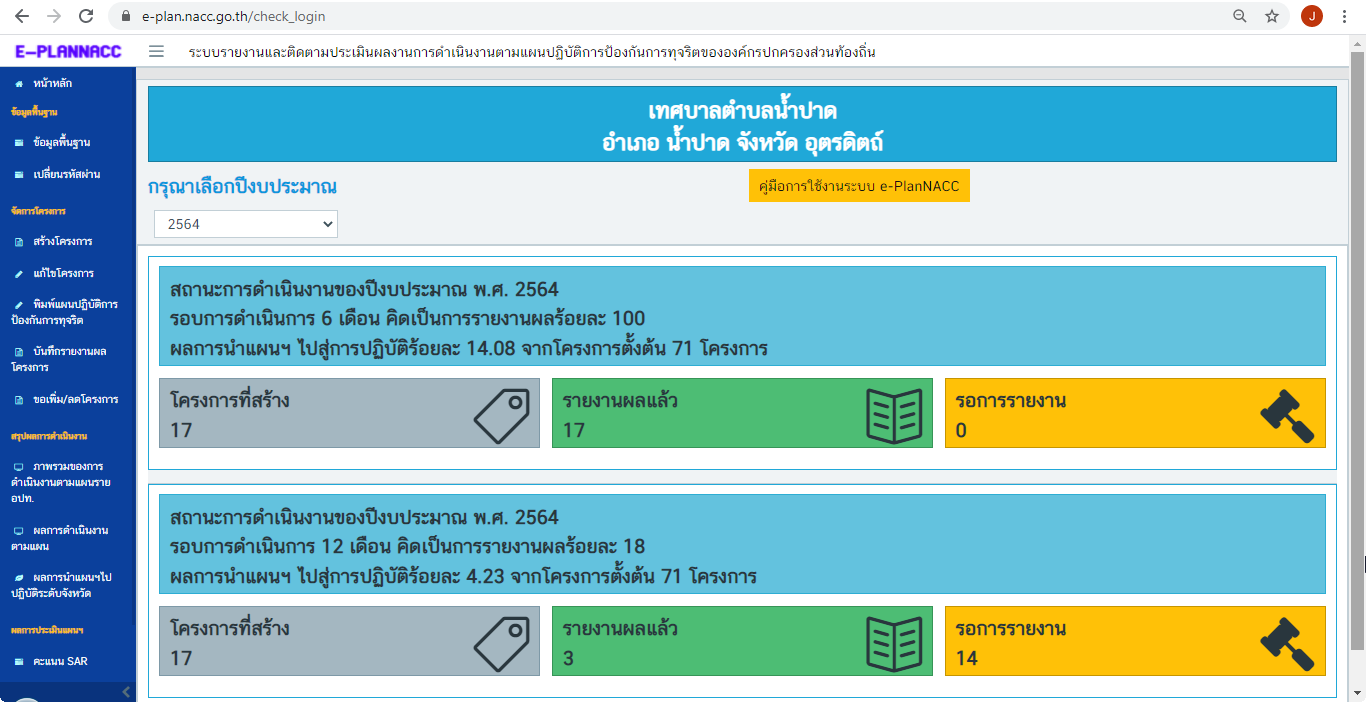 e-plan.nacc.go.th/check_login
J
E-PLANNACC
ระบบรายงานและติดตามประเมินผลงานการดำเนินงานตามแผนปฏิบัติการป้องกันการทุจริตขององค์กรปกครองส่วนท้องถิ่น
หน้าหลัก
ข้อมูลพื้นฐาน
ข้อมูลพื้นฐาน
เปลี่ยนรหัสผ่าน
จัดการโครงการ
สร้างโครงการ
แก้ไขโครงการ
พิมพ์แผนปฏิบัติการ
ป้องกันการทุจริต
บันทึกรายงานผล
โครงการ
ขอเพิ่ม/ลดโครงการ
สรุปผลการดำเนินงาน
ภาพรวมของการ
ดำเนินงานตามแผนราย
อปท.
ผลการดำเนินงาน
ตามแผน
ผลการนำแผนฯไป
ปฏิบัติระดับจังหวัด
ผลการประเมินแผนฯ
คะแนน SAR
เทศบาลตำบลน้ำปาด
อำเภอ น้ำปาด จังหวัด อุตรดิตถ์
กรุณาเลือกปีงบประมาณ
คู่มือการใช้งานระบบ e-PlanNACC
2564
สถานะการดำเนินงานของปีงบประมาณ พ.ศ. 2564
รอบการดำเนินการ 6 เดือน คิดเป็นการรายงานผลร้อยละ 100
ผลการนำแผนฯ ไปสู่การปฏิบัติร้อยละ 14.08 จากโครงการตั้งต้น 71 โครงการ
โครงการที่สร้าง
17
รายงานผลแล้ว
17
รอการรายงาน
0
สถานะการดำเนินงานของปีงบประมาณ พ.ศ. 2564
รอบการดำเนินการ 12 เดือน คิดเป็นการรายงานผลร้อยละ 18
ผลการนำแผนฯ ไปสู่การปฏิบัติร้อยละ 4.23 จากโครงการตั้งต้น 71 โครงการ
โครงการที่สร้าง
17
รายงานผลแล้ว
3
รอการรายงาน
14